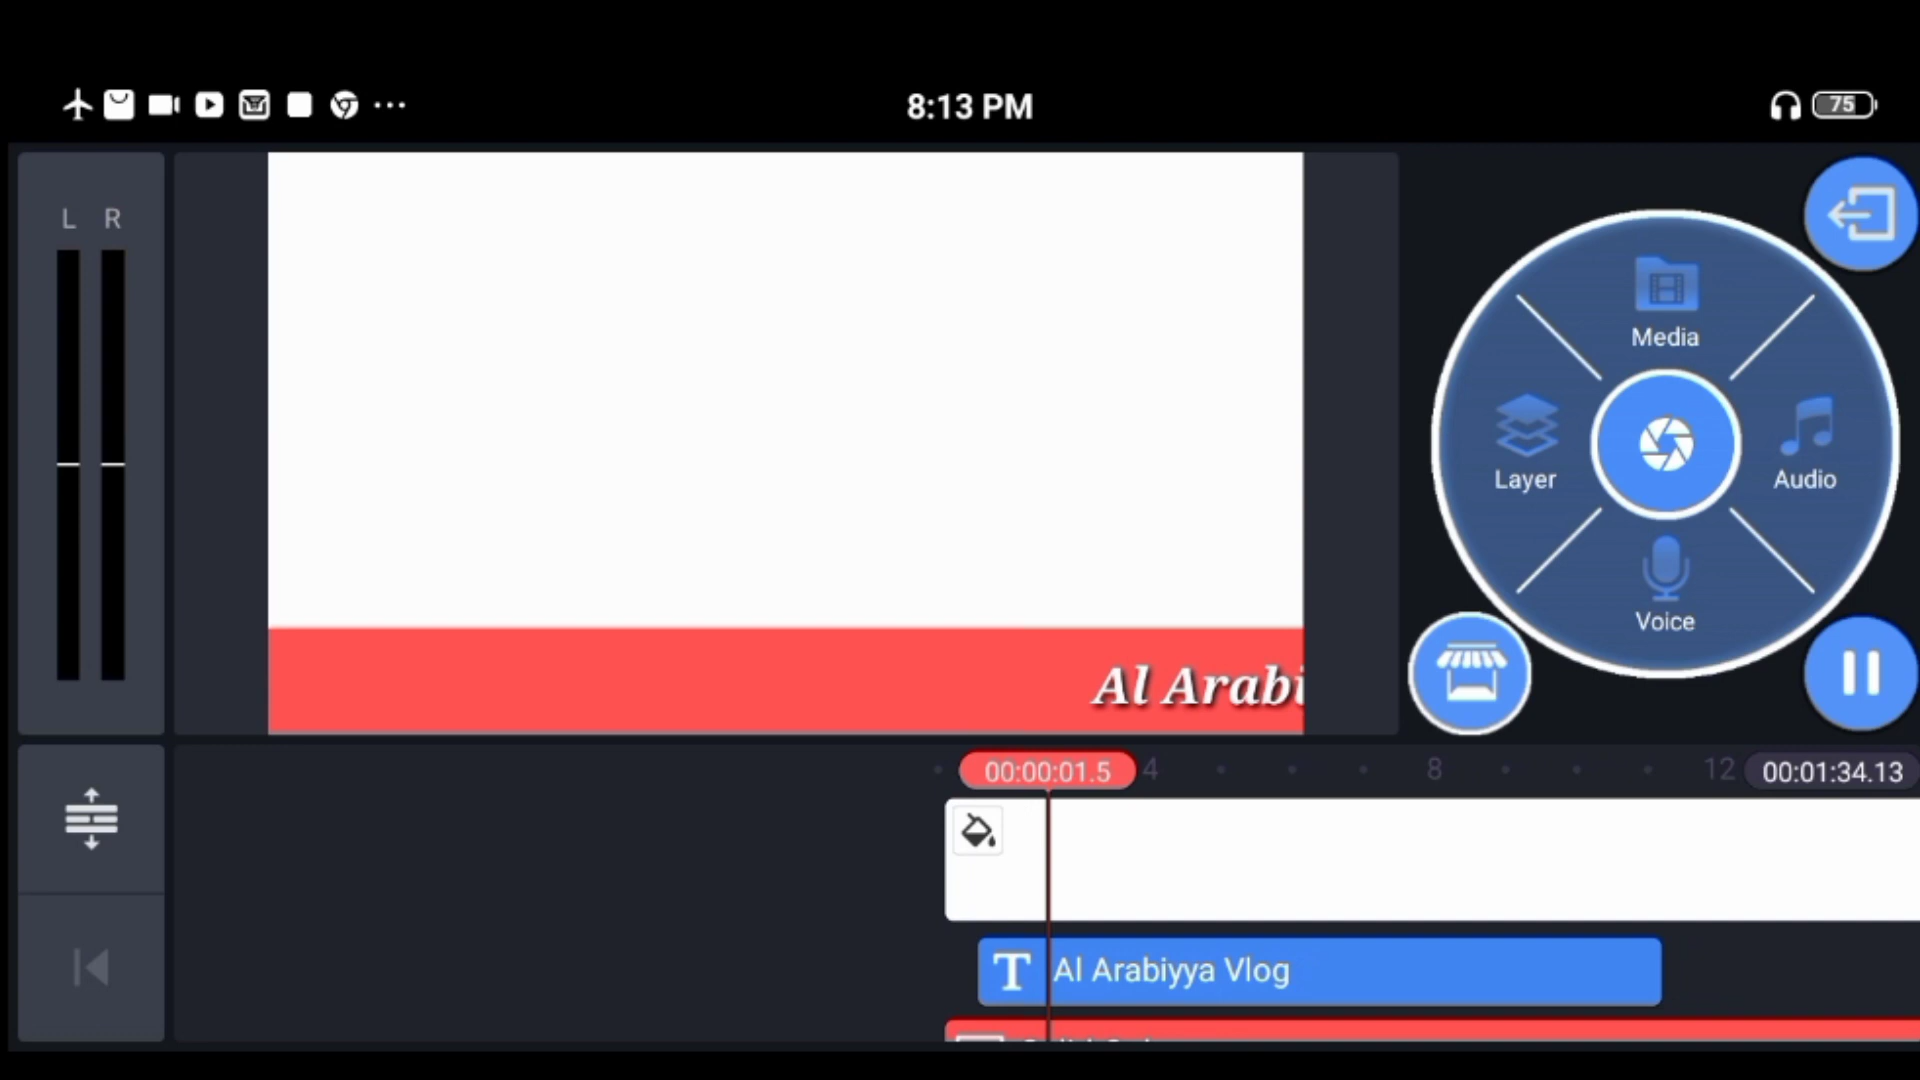 8:13 PM
75
L R
Media
Layer
Audio
Voice
Al Arabi
00:00:01.5
4
8
12
00:01:34.13
T
Al Arabiyya Vlog